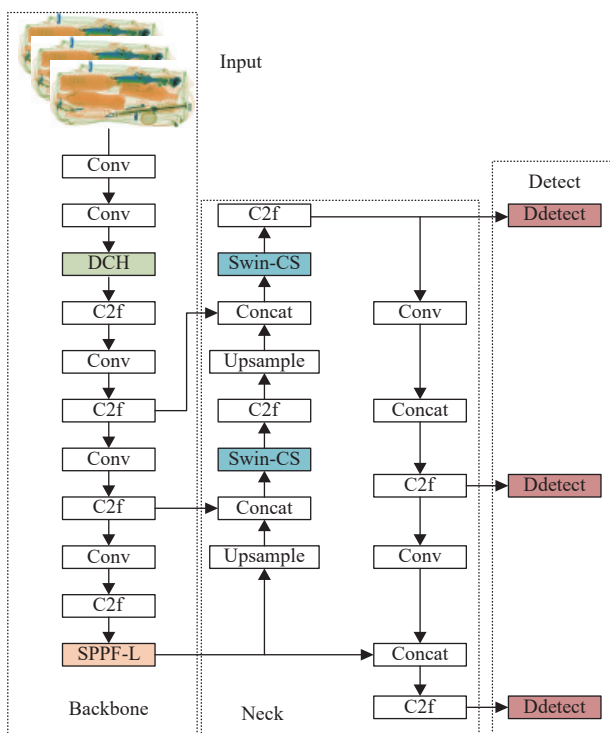 Input
Conv
Conv
DCH
C2f
Conv
C2f
Conv
C2f
Conv
C2f
SPPF-L
Backbone
C2f
Swin-CS
Concat
Upsample
C2f
Swin-CS
Concat
Upsample
Neck
Conv
Concat
C2f
Conv
Concat
C2f
Detect
Ddetect
Ddetect
Ddetect